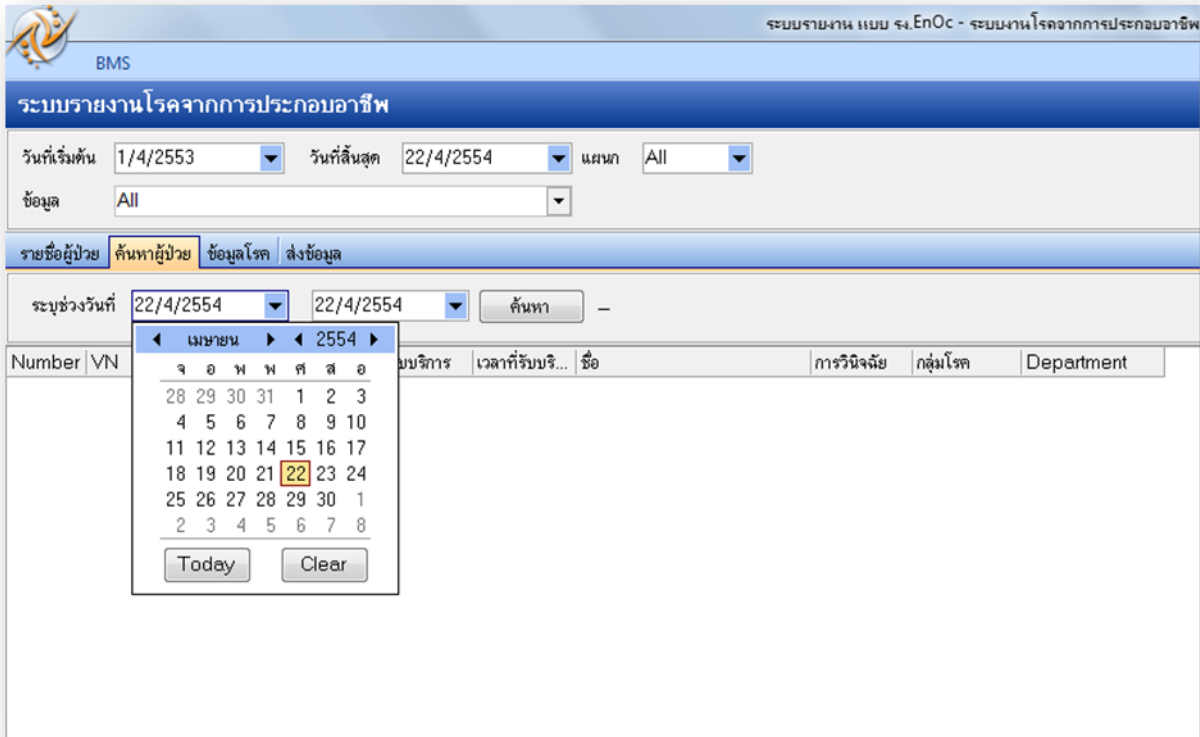 ระบบรายงาน แบบ รง.EnOc - ระบบงานโรคจากการประกอบอาชีพ
BMS
ระบบรายงานโรคจากการประกอบอาชีพ
วันที่เริ่มต้น 1/4/2553 วันที่สิ้นสุด 22/4/2554 แผนก All
ข้อมูล All
รายชื่อผู้ป่วย ค้นหาผู้ป่วย ข้อมูลโรค ส่งข้อมูล
ระบุช่วงวันที่ 22/4/2554 22/4/2554 ค้นหา –
เมษายน 2554
Number VN บบริการ เวลาที่รับบริ... ชื่อ การวินิจฉัย กลุ่มโรค Department
จ อ พ พ ศ ส อ
28 29 30 31 1 2 3
4 5 6 7 8 9 10
11 12 13 14 15 16 17
18 19 20 21 22 23 24
25 26 27 28 29 30 1
2 3 4 5 6 7 8
Today Clear